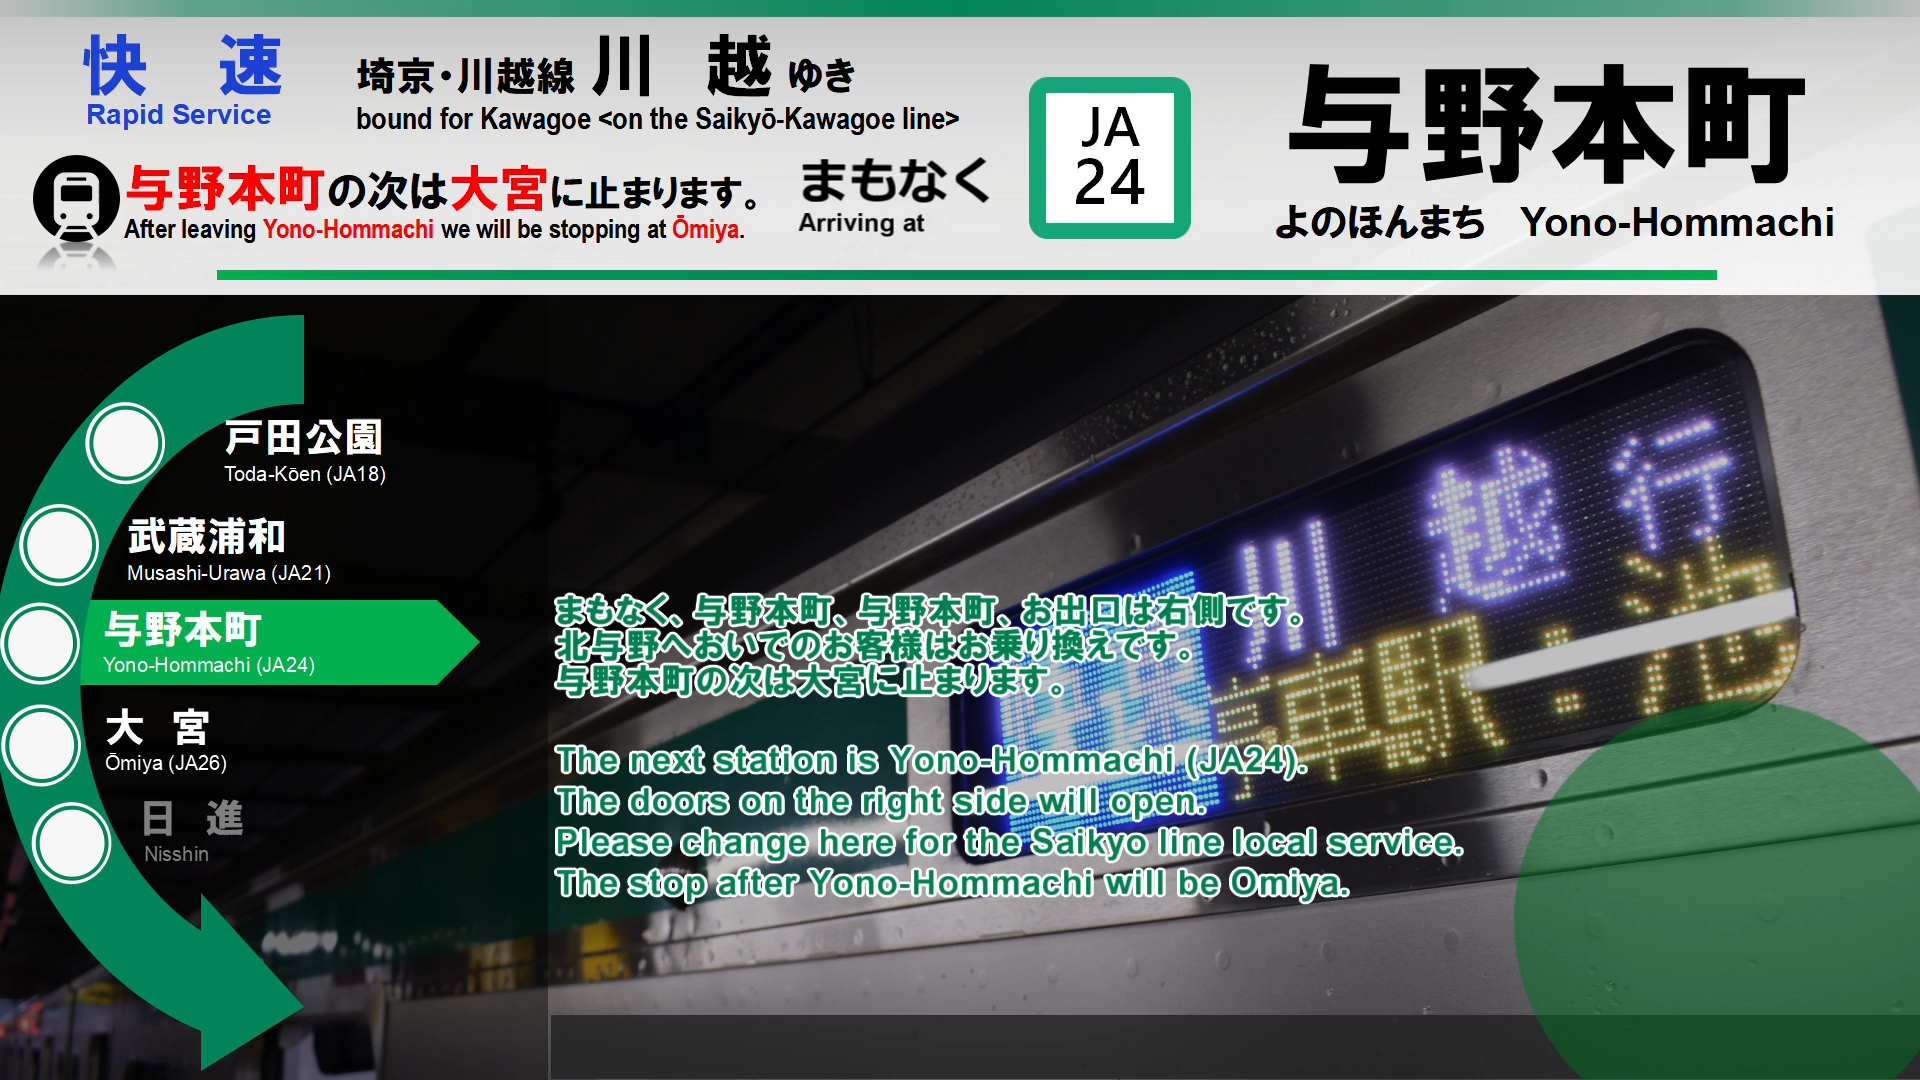 快 速
Rapid Service
埼京・川越線 川 越 ゆき
bound for Kawagoe <on the Saikyō-Kawagoe line>
与野本町の次は大宮に止まります。
After leaving Yono-Hommachi we will be stopping at Ōmiya.
まもなく
Arriving at
JA
24
与野本町
よのほんまち Yono-Hommachi
戸田公園
Toda-Kōen (JA18)
武蔵浦和
Musashi-Urawa (JA21)
与野本町
Yono-Hommachi (JA24)
大 宮
Ōmiya (JA26)
日 進
Nisshin
川越行
まもなく、与野本町、与野本町、お出口は右側です。
北与野へおいでのお客様はお乗り換えです。
与野本町の次は大宮に止まります。
The next station is Yono-Hommachi (JA24).
The doors on the right side will open.
Please change here for the Saikyo line local service.
The stop after Yono-Hommachi will be Omiya.